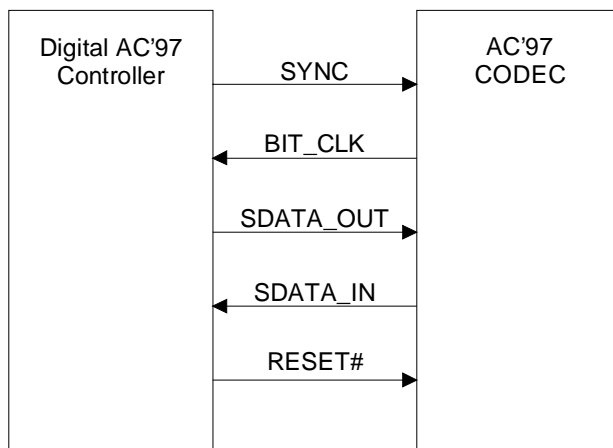 Digital AC'97
Controller
AC'97
CODEC
SYNC
BIT_CLK
SDATA_OUT
SDATA_IN
RESET#